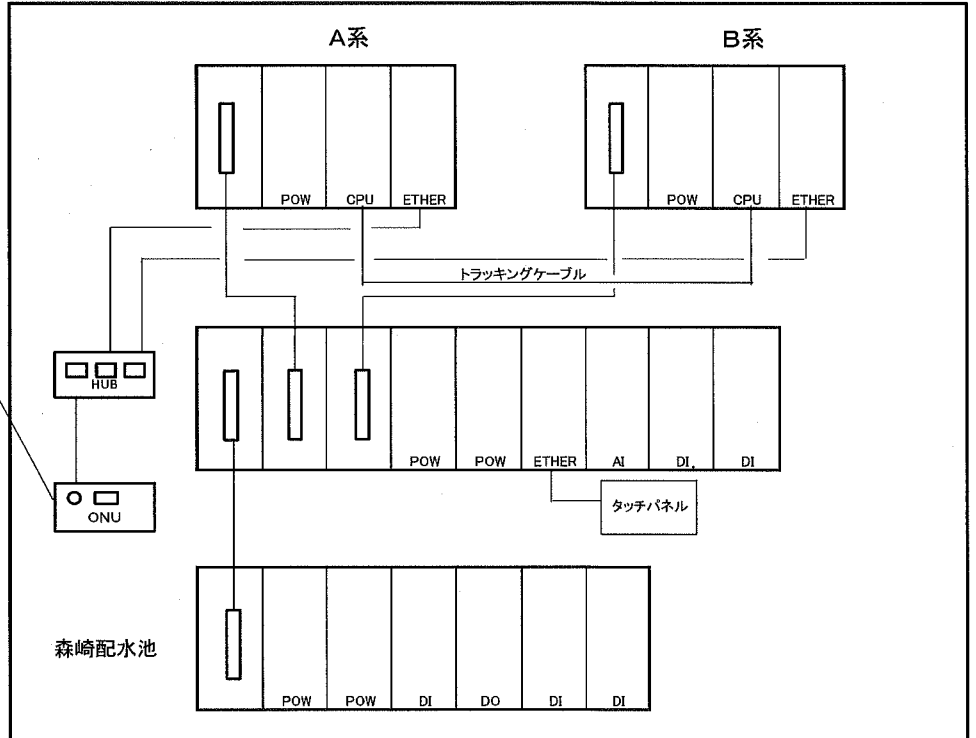 A系
B系
POW CPU ETHER
POW CPU ETHER
トラッキングケーブル
HUB
POW POW ETHER AI DI. DI
ONU
タッチパネル
森崎配水池
POW POW DI DO DI DI